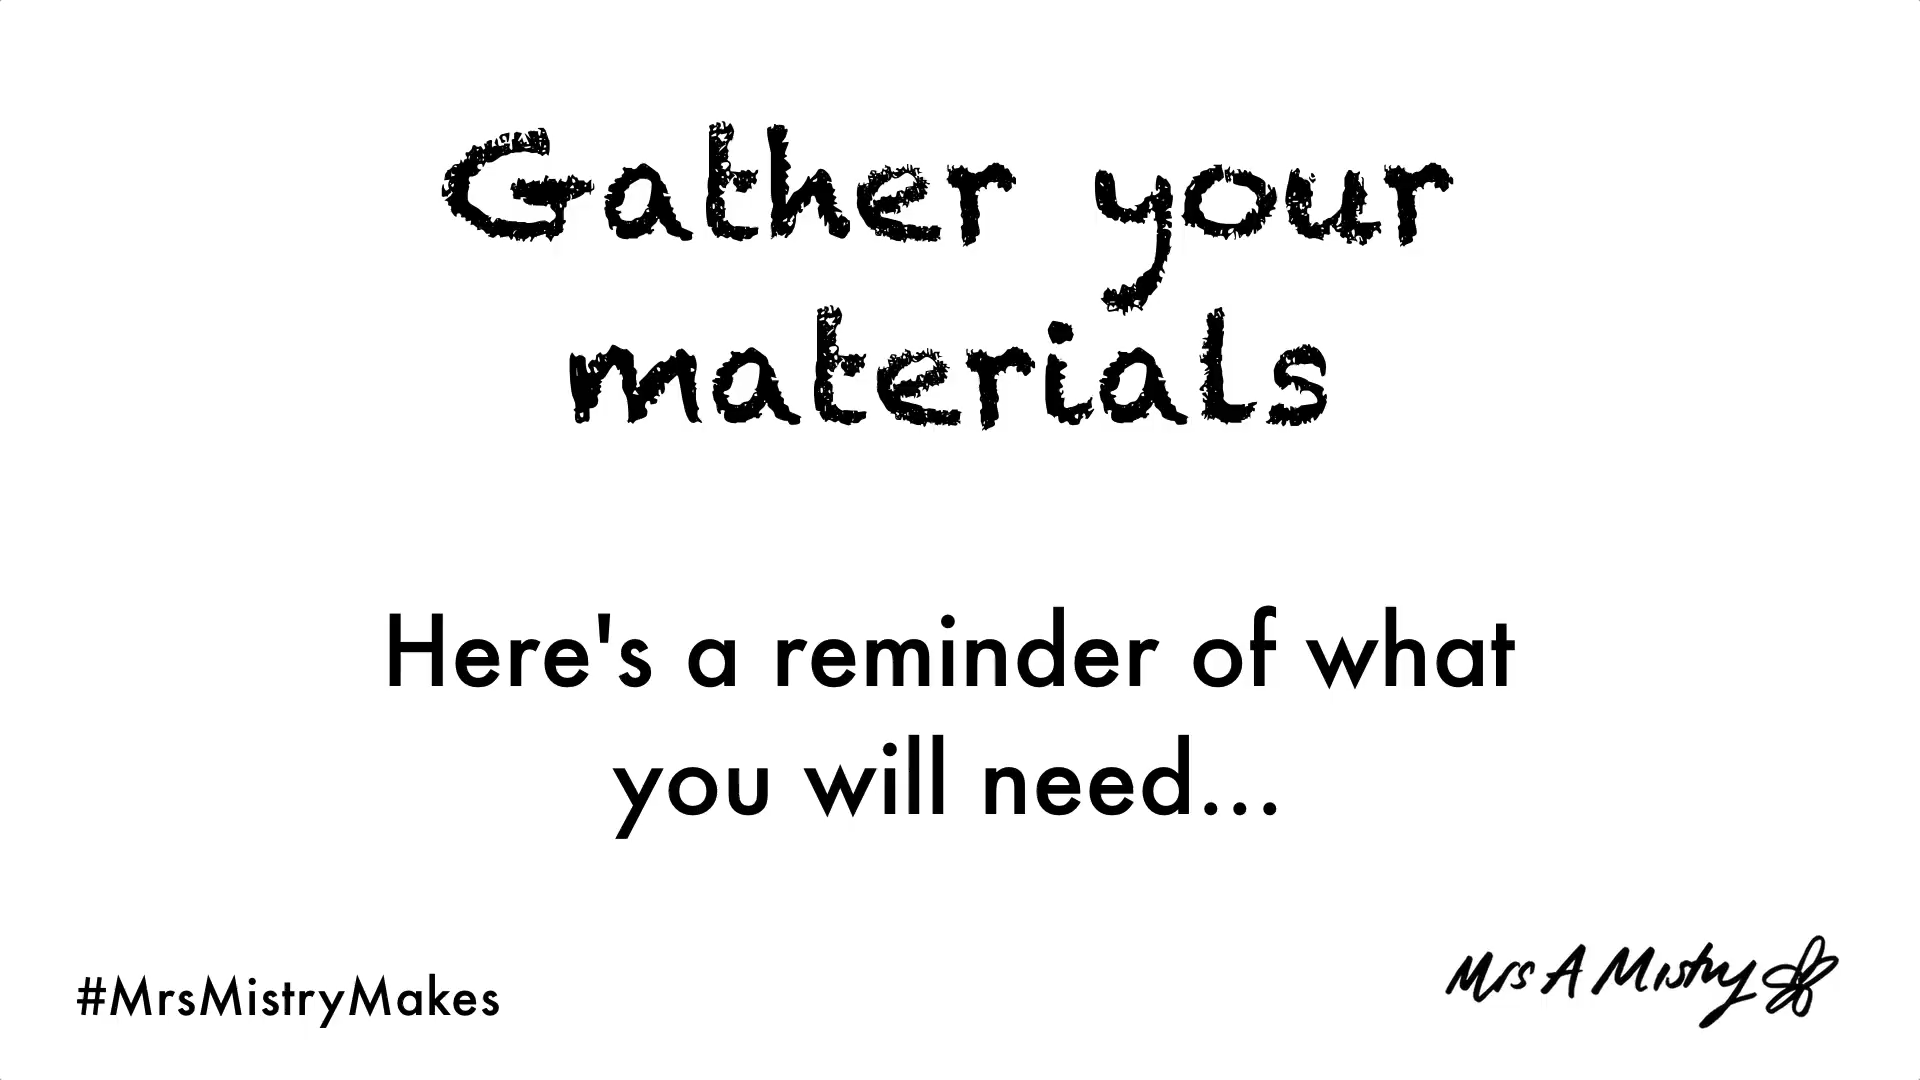 Gather your
materials
Here's a reminder of what
you will need...
#MrsMistryMakes
Mrs A Mistry